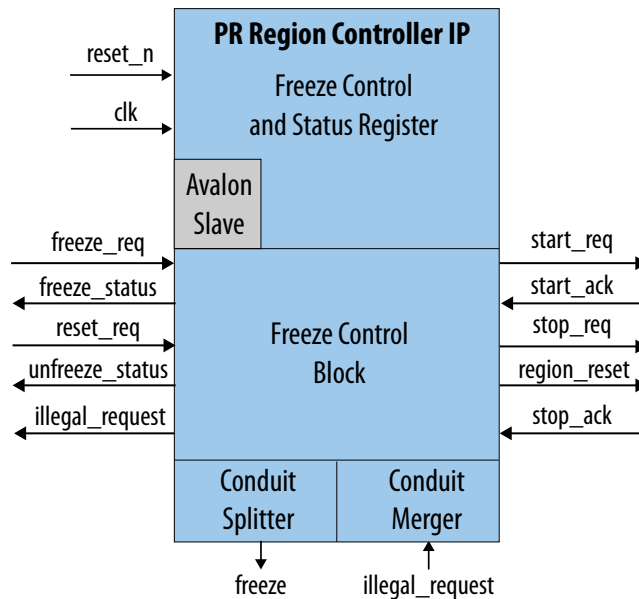 PR Region Controller IP
reset_n
Freeze Control
and Status Register
clk
Avalon
Slave
freeze_req
start_req
freeze_status
start_ack
reset_req
Freeze Control
Block
stop_req
unfreeze_status
region_reset
illegal_request
stop_ack
Conduit
Splitter
Conduit
Merger
freeze
illegal_request